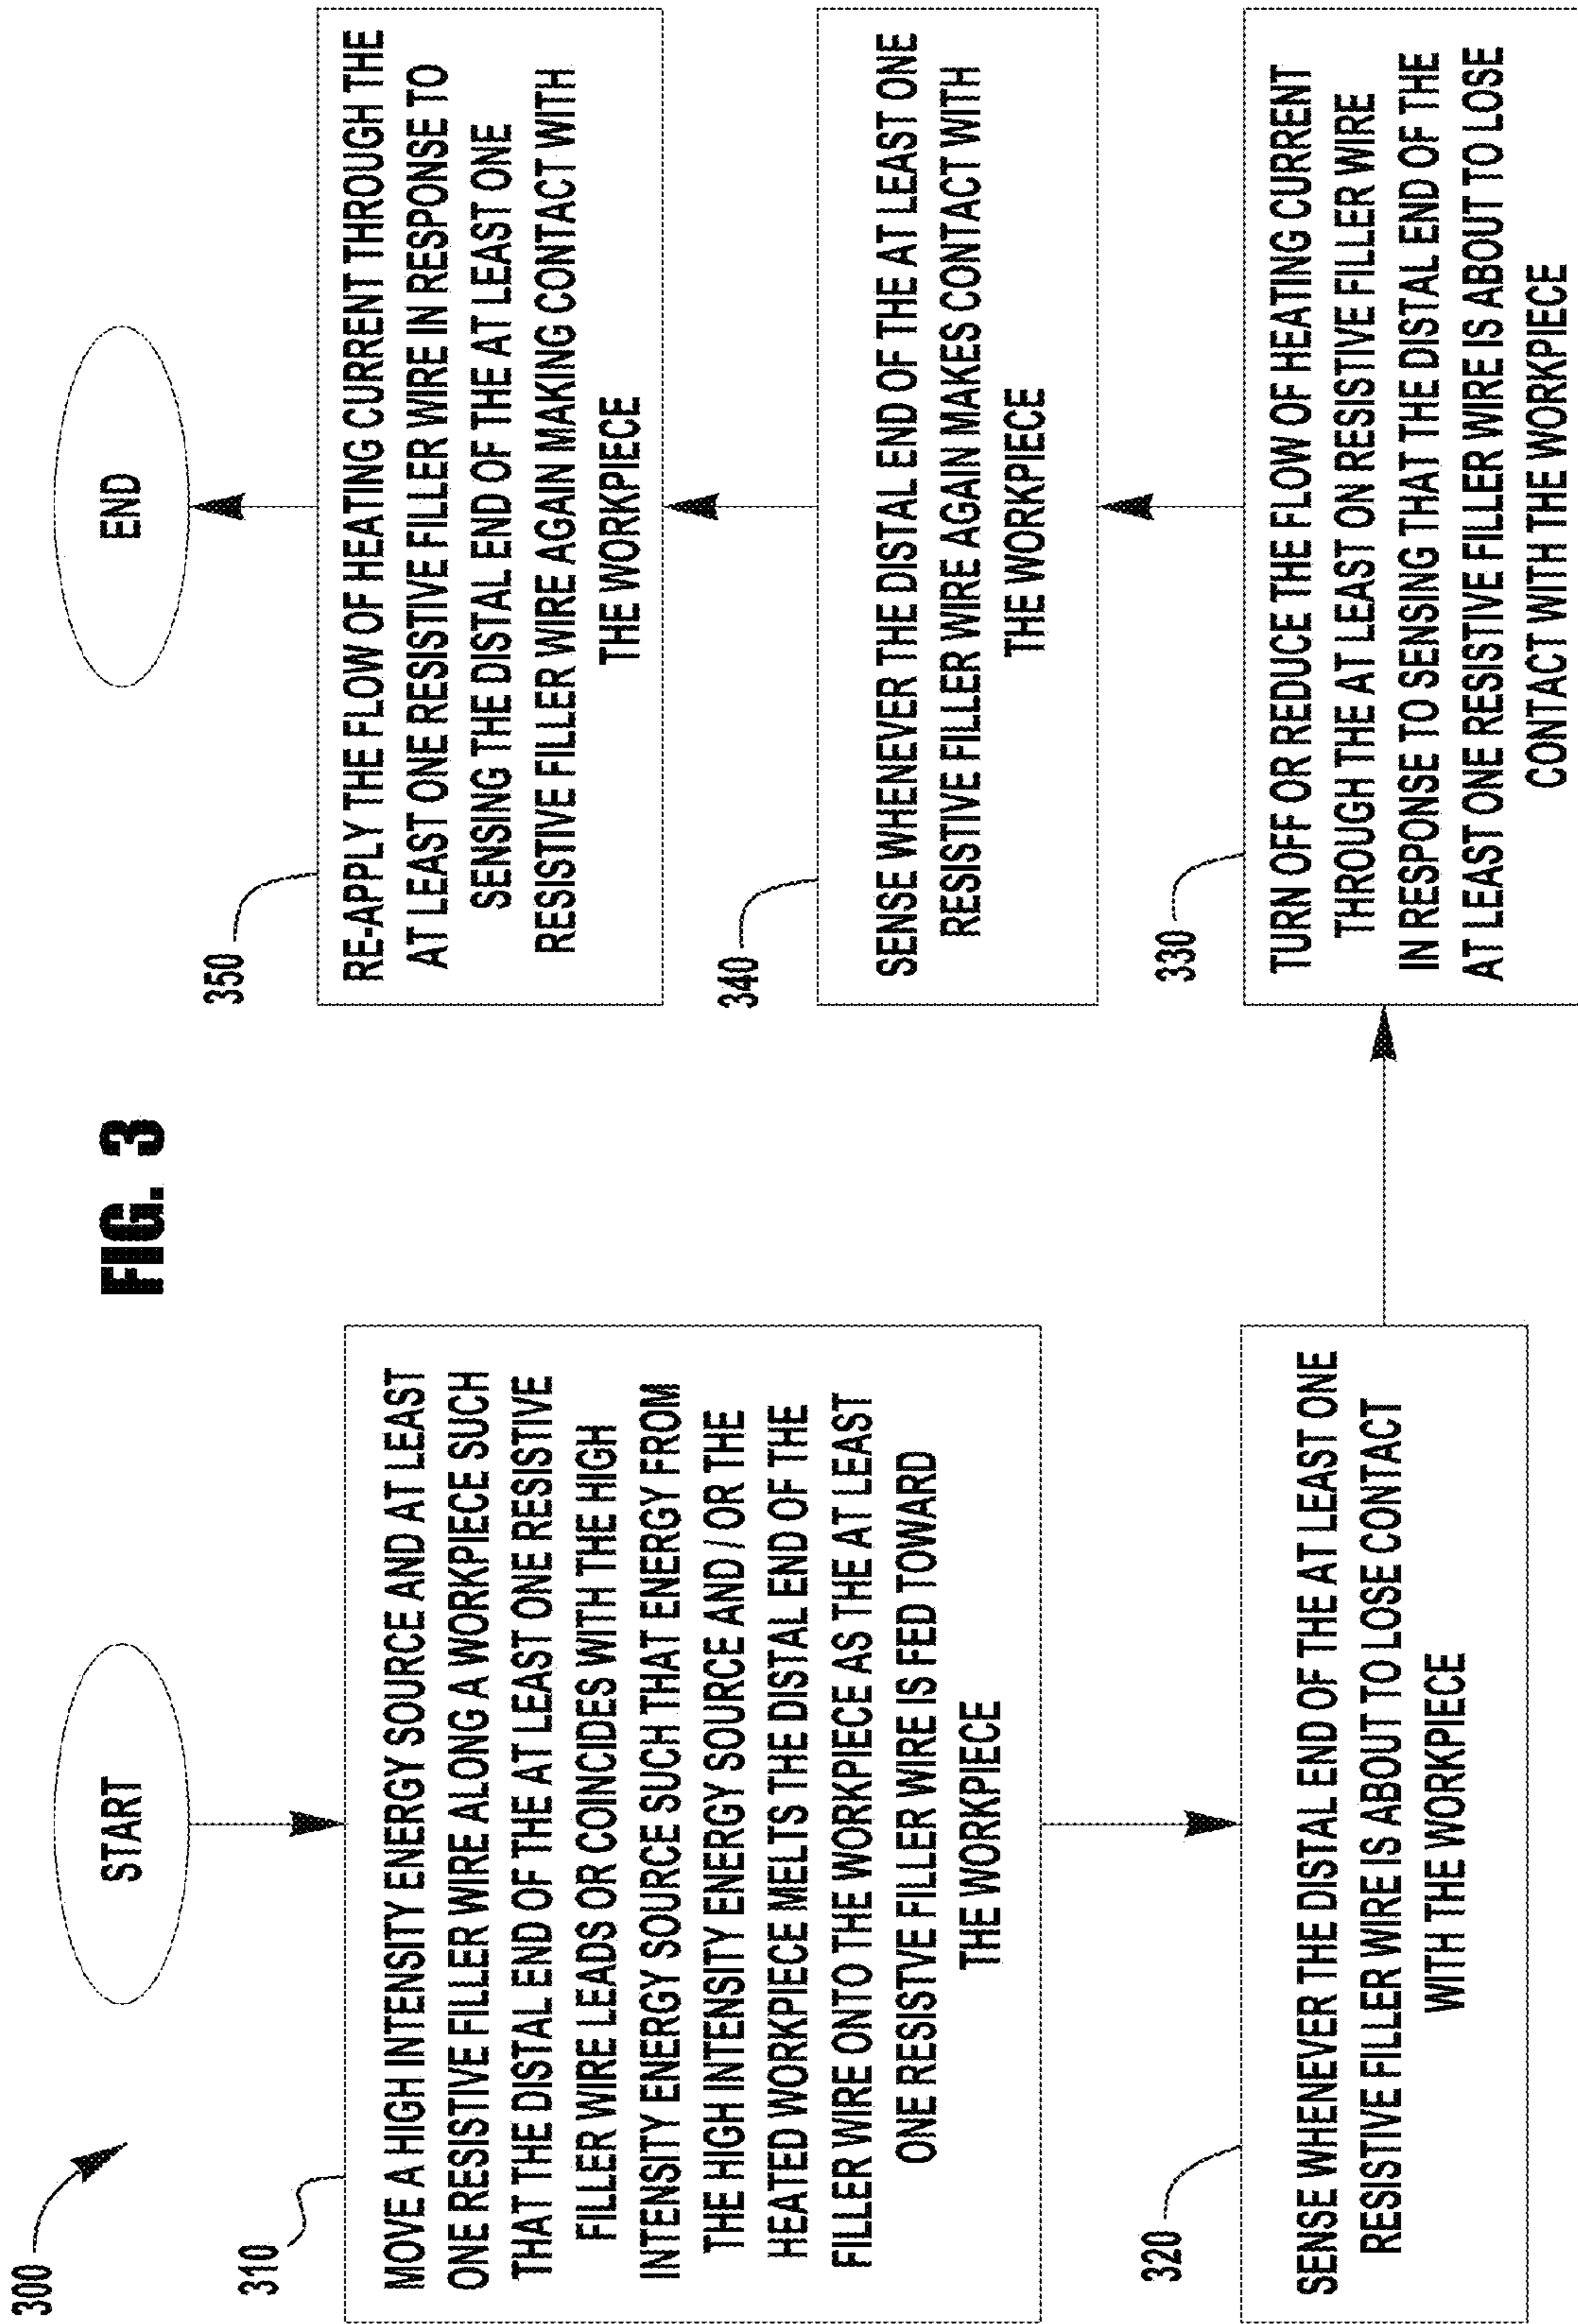 FIG. 3
300
START
310
MOVE A HIGH INTENSITY ENERGY SOURCE AND AT LEAST
ONE RESISTIVE FILLER WIRE ALONG A WORKPIECE SUCH
THAT THE DISTAL END OF THE AT LEAST ONE RESISTIVE
FILLER WIRE LEADS OR COINCIDES WITH THE HIGH
INTENSITY ENERGY SOURCE SUCH THAT ENERGY FROM
THE HIGH INTENSITY ENERGY SOURCE AND / OR THE
HEATED WORKPIECE MELTS THE DISTAL END OF THE
FILLER WIRE ONTO THE WORKPIECE AS THE AT LEAST
ONE RESISTVE FILLER WIRE IS FED TOWARD
THE WORKPIECE
320
SENSE WHENEVER THE DISTAL END OF THE AT LEAST ONE
RESISTIVE FILLER WIRE IS ABOUT TO LOSE CONTACT
WITH THE WORKPIECE
330
TURN OFF OR REDUCE THE FLOW OF HEATING CURRENT
THROUGH THE AT LEAST ON RESISTIVE FILLER WIRE
IN RESPONSE TO SENSING THAT THE DISTAL END OF THE
AT LEAST ONE RESISTIVE FILLER WIRE IS ABOUT TO LOSE
CONTACT WITH THE WORKPIECE
340
SENSE WHENEVER THE DISTAL END OF THE AT LEAST ONE
RESISTIVE FILLER WIRE AGAIN MAKES CONTACT WITH
THE WORKPIECE
350
RE-APPLY THE FLOW OF HEATING CURRENT THROUGH THE
AT LEAST ONE RESISTIVE FILLER WIRE IN RESPONSE TO
SENSING THE DISTAL END OF THE AT LEAST ONE
RESISTIVE FILLER WIRE AGAIN MAKING CONTACT WITH
THE WORKPIECE
END